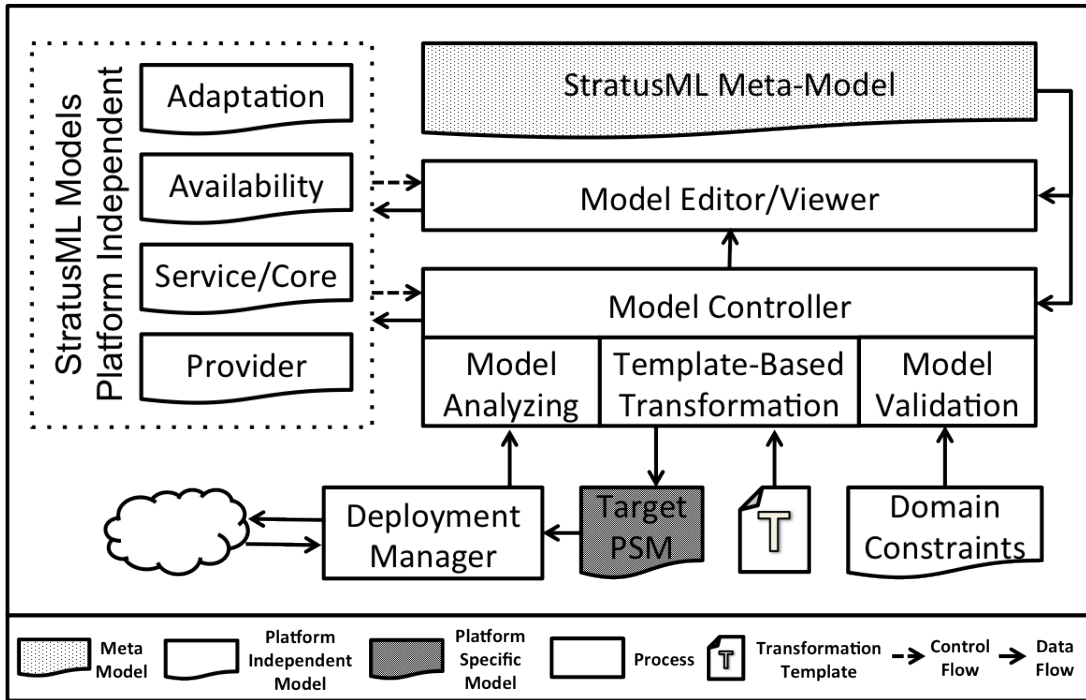 StratusML Models
Platform Independent
Adaptation
Availability
Service/Core
Provider
StratusML Meta-Model
Model Editor/Viewer
Model Controller
Model
Analyzing
Template-Based
Transformation
Model
Validation
Deployment
Manager
Target
PSM
T
Domain
Constraints
Meta
Model
Platform
Independent
Model
Platform
Specific
Model
Process
T
Transformation
Template
Control
Flow
Data
Flow